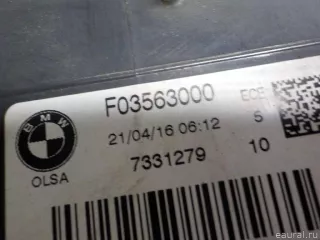 BMW
F03563000
ECE
21/04/16 06:12
5
7331279
10
OLSA
© eaural.ru